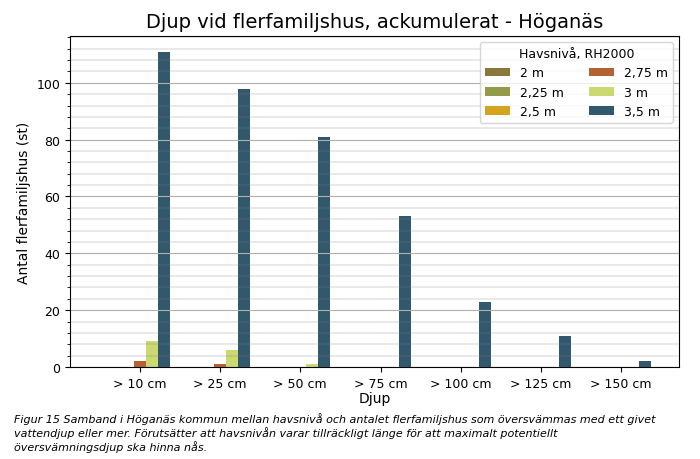 Djup vid flerfamiljshus, ackumulerat - Höganäs
Havsnivå, RH2000
2 m
2,25 m
2,5 m
2,75 m
3 m
3,5 m
Antal flerfamiljshus (st)
100
80
60
40
20
0
> 10 cm
> 25 cm
> 50 cm
> 75 cm
> 100 cm
> 125 cm
> 150 cm
Djup
Figur 15 Samband i Höganäs kommun mellan havsnivå och antalet flerfamiljshus som översvämmas med ett givet
vattendjup eller mer. Förutsätter att havsnivån varar tillräckligt länge för att maximalt potentiellt
översvämningsdjup ska hinna nås.